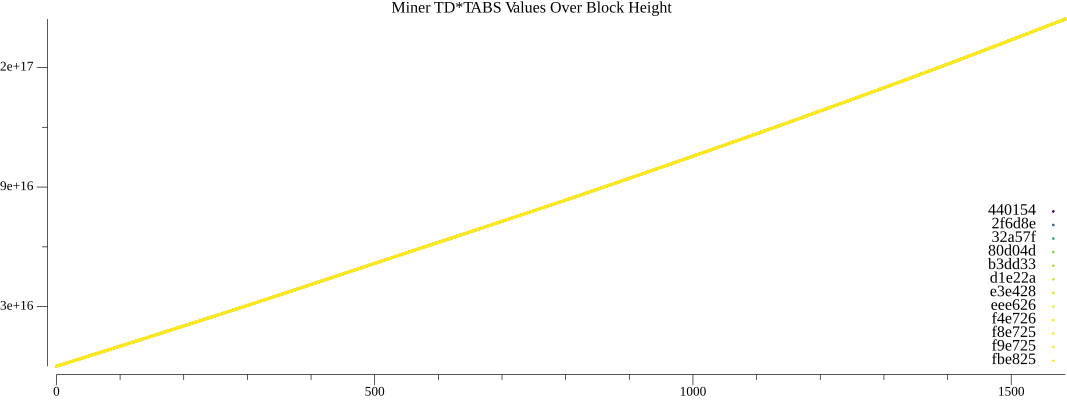 Miner TD*TABS Values Over Block Height
2e+17
9e+16
3e+16
440154
2f6d8e
32a57f
80d04d
b3dd33
d1e22a
e3e428
eee626
f4e726
f8e725
f9e725
fbe825
0 500 1000 1500